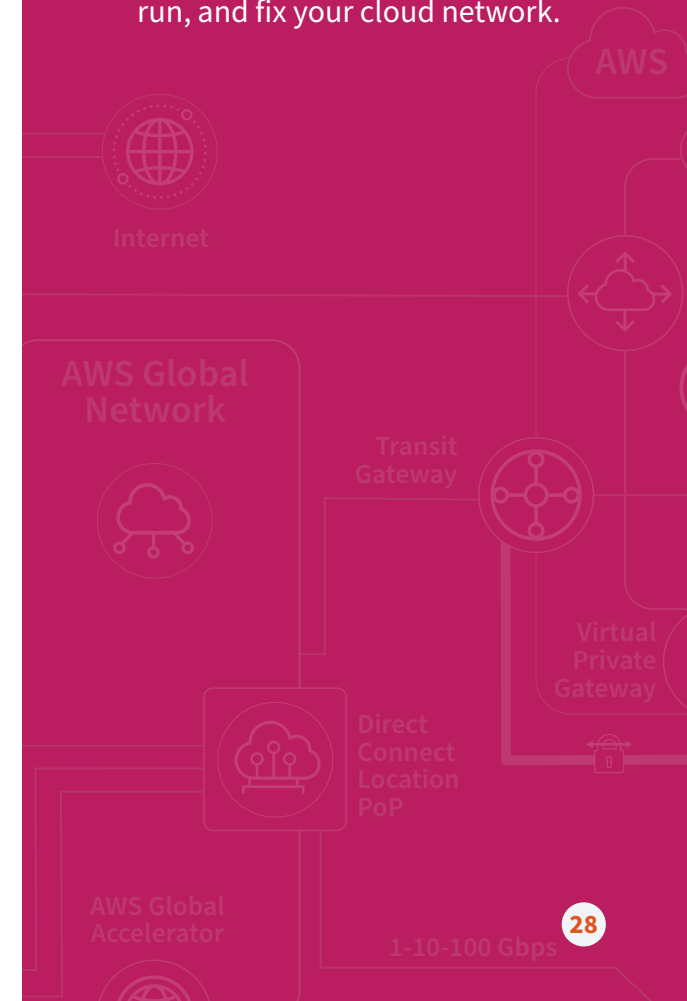 run, and fix your cloud network.
AWS
Internet
AWS Global
Network
Transit
Gateway
Virtual
Private
Gateway
Direct
Connect
Location
PoP
AWS Global
Accelerator
28
1-10-100 Gbps